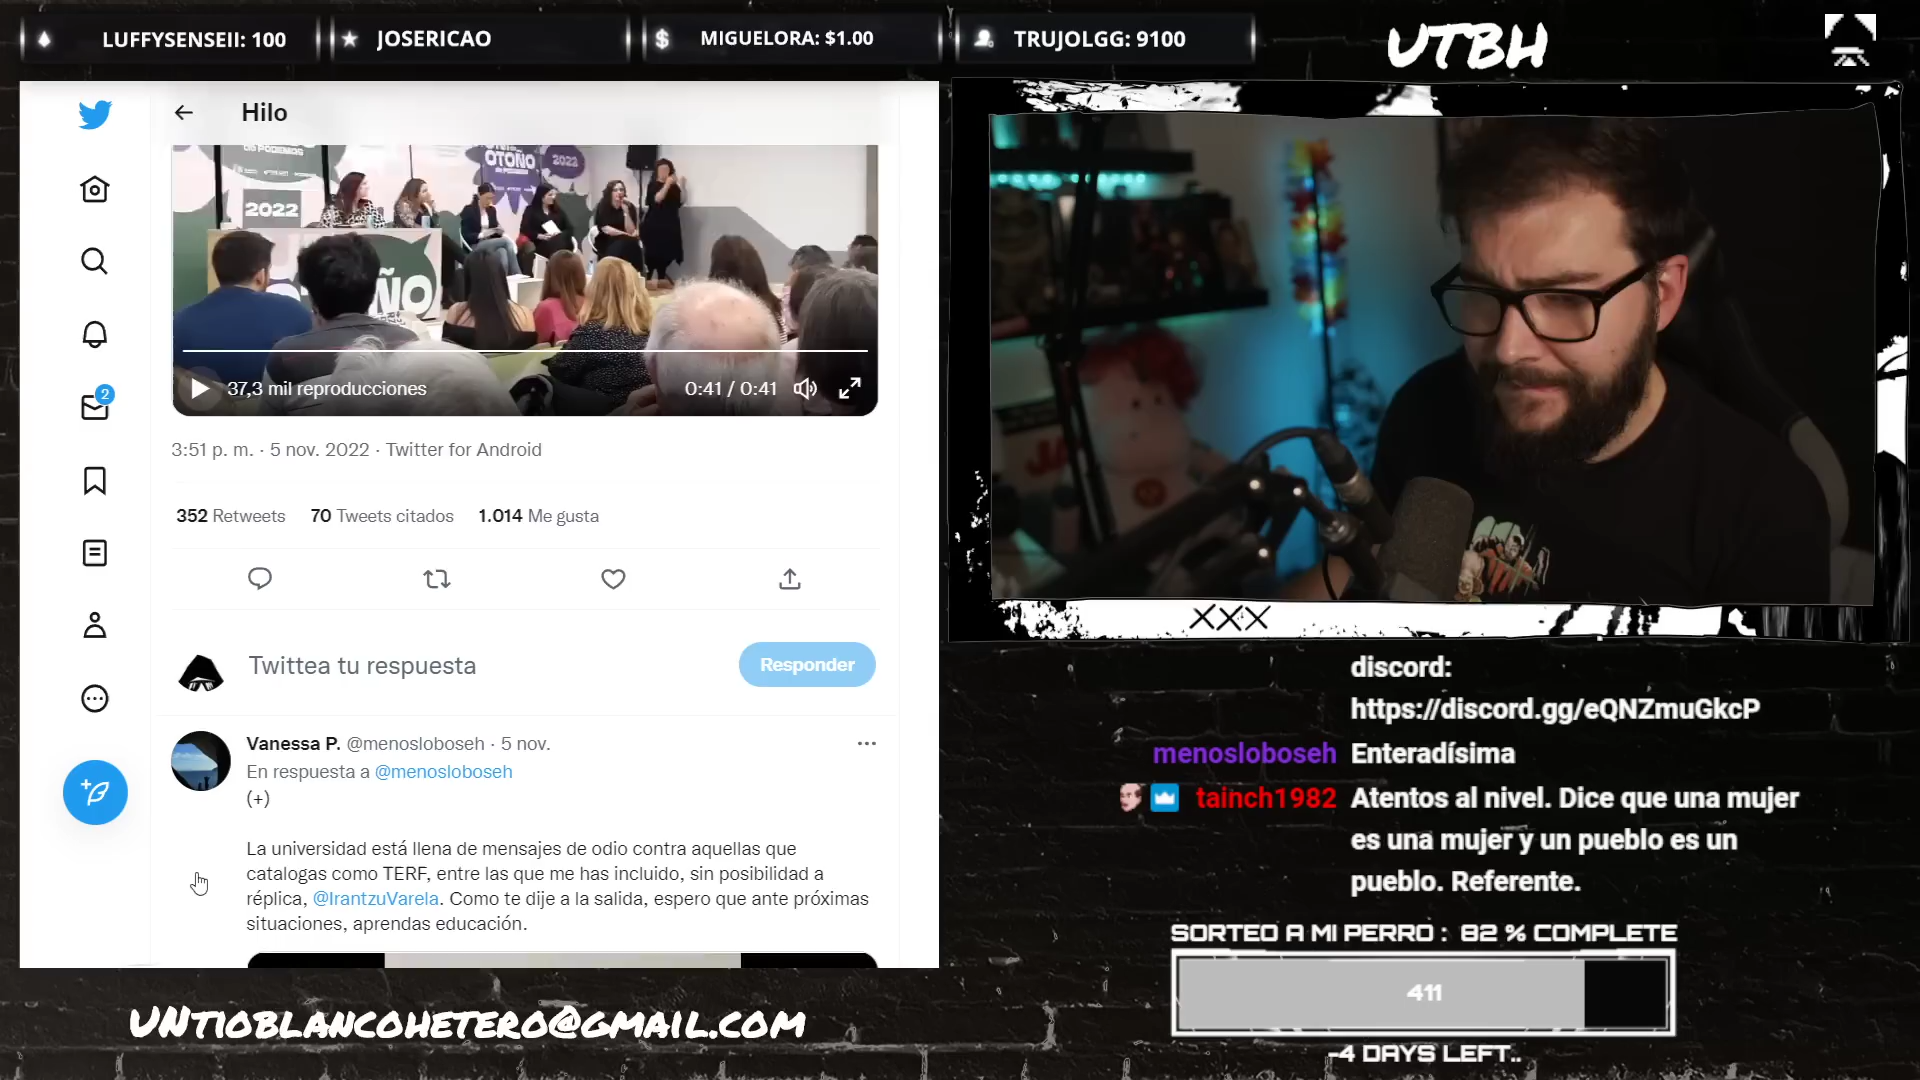 LUFFYSENSEII: 100
JOSERICAO
MIGUELORA: $1.00
TRUJOLGG: 9100
UTBH
Hilo
de PODEMOS
OTOÑO
2022
2022
OTOÑO
37,3 mil reproducciones
0:41 / 0:41
3:51 p. m. · 5 nov. 2022 · Twitter for Android
352 Retweets 70 Tweets citados 1.014 Me gusta
Twittea tu respuesta
Responder
2
Vanessa P. @menosloboseh · 5 nov.
En respuesta a @menosloboseh
(+)
La universidad está llena de mensajes de odio contra aquellas que
catalogas como TERF, entre las que me has incluido, sin posibilidad a
réplica, @IrantzuVarela. Como te dije a la salida, espero que ante próximas
situaciones, aprendas educación.
UNtioblancohetero@gmail.com
XXX
discord:
https://discord.gg/eQNZmuGkcP
menosloboseh Enteradísima
tainch1982 Atentos al nivel. Dice que una mujer
es una mujer y un pueblo es un
pueblo. Referente.
SORTEO A MI PERRO : 82 % COMPLETE
411
-4 DAYS LEFT..